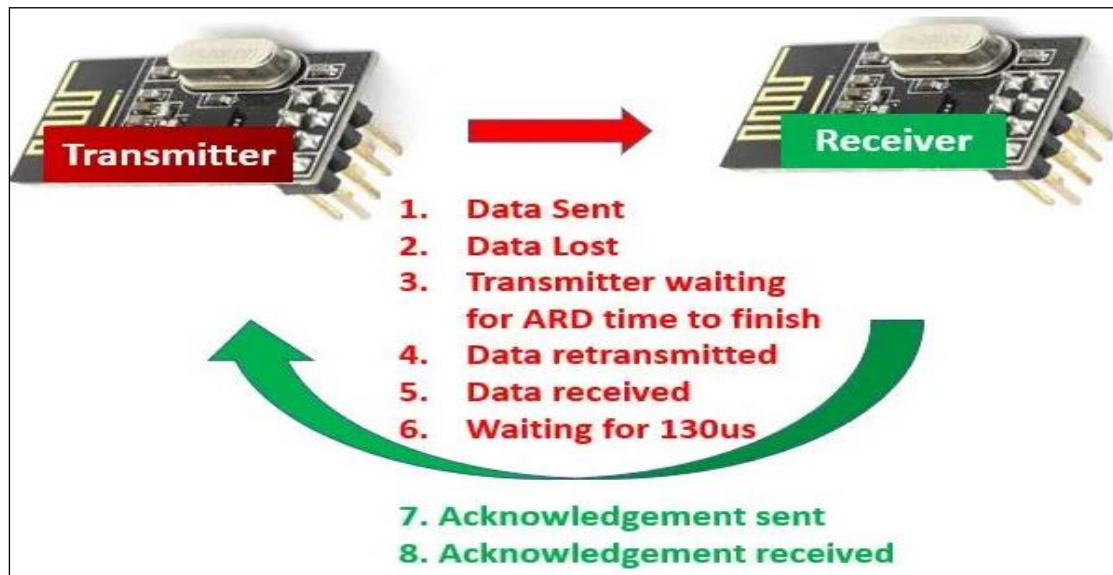 Transmitter
Receiver
1. Data Sent
2. Data Lost
3. Transmitter waiting
for ARD time to finish
4. Data retransmitted
5. Data received
6. Waiting for 130us
7. Acknowledgement sent
8. Acknowledgement received